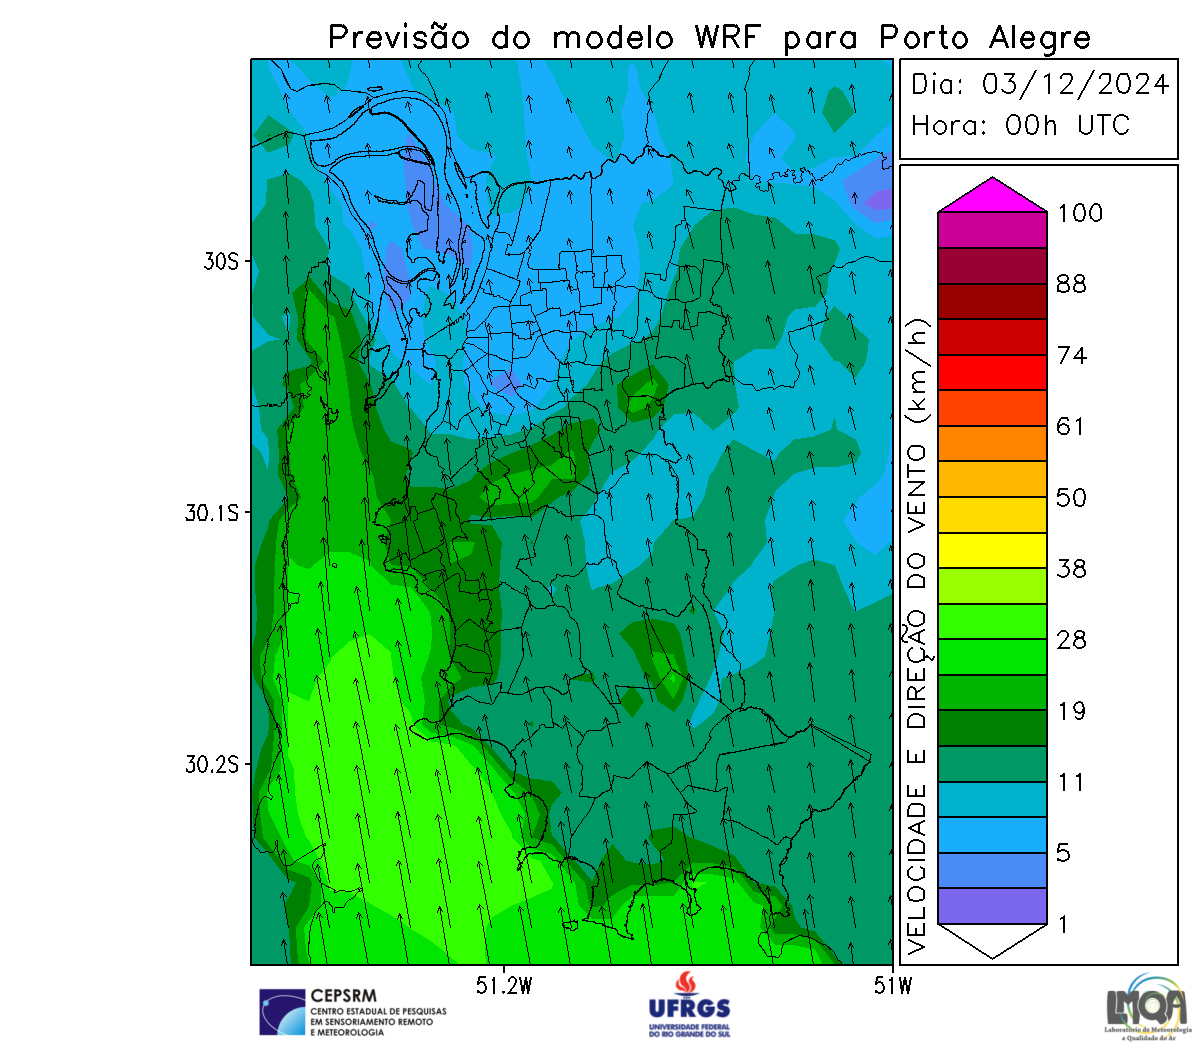 Previsão do modelo WRF para Porto Alegre
Dia: 03/12/2024
Hora: 00h UTC
30S
30.1S
30.2S
51.2W
51W
VELOCIDADE E DIREÇÃO DO VENTO (km/h)
100
88
74
61
50
38
28
19
11
5
1
CEPSRM
CENTRO ESTADUAL DE PESQUISAS
EM SENSORIAMENTO REMOTO
E METEOROLOGIA
UFRGS
UNIVERSIDADE FEDERAL
DO RIO GRANDE DO SUL
LMQA
Laboratório de Meteorologia
e Qualidade do Ar